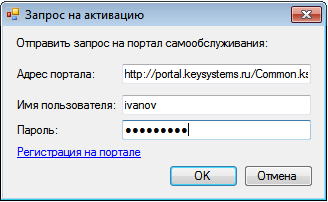 Запрос на активацию
Отправить запрос на портал самообслуживания:
Адрес портала: http://portal.keysystems.ru/Common.ks
Имя пользователя: ivanov
Пароль: ●●●●●●●●●
Регистрация на портале
OK Отмена